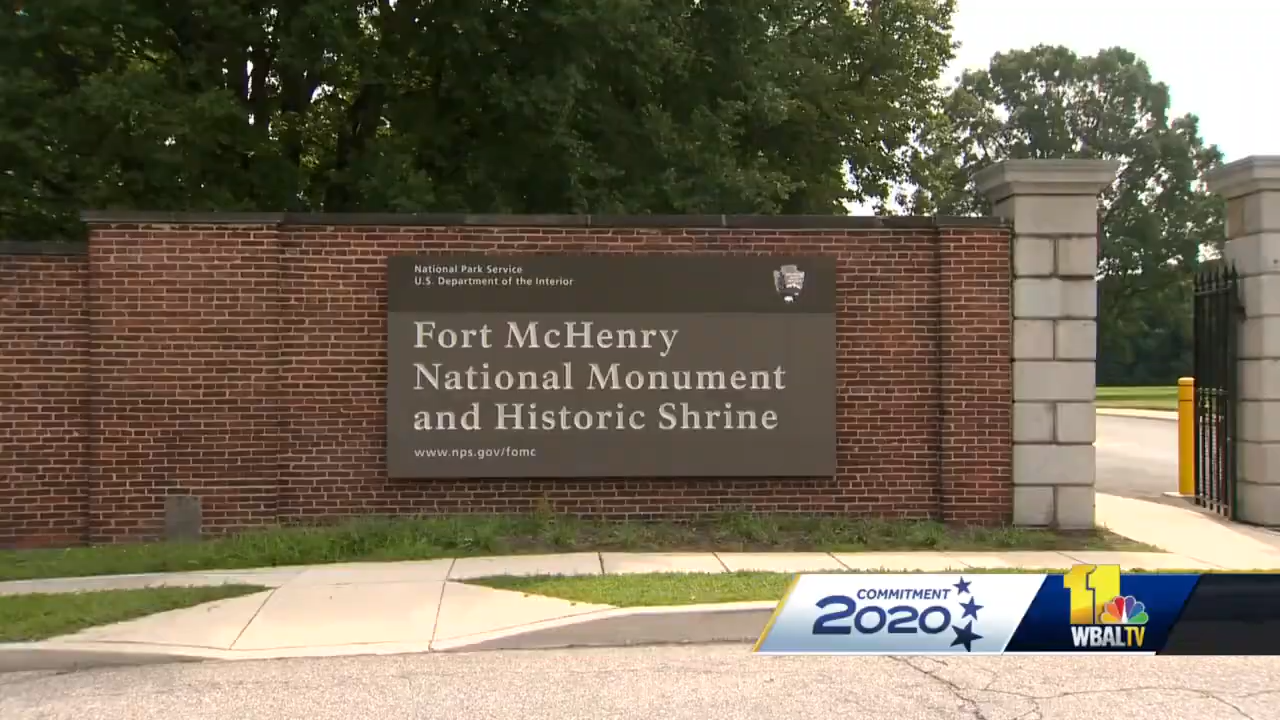 National Park Service
U.S. Department of the Interior
Fort McHenry
National Monument
and Historic Shrine
www.nps.gov/fomc
COMMITMENT
2020
11
WBALTV